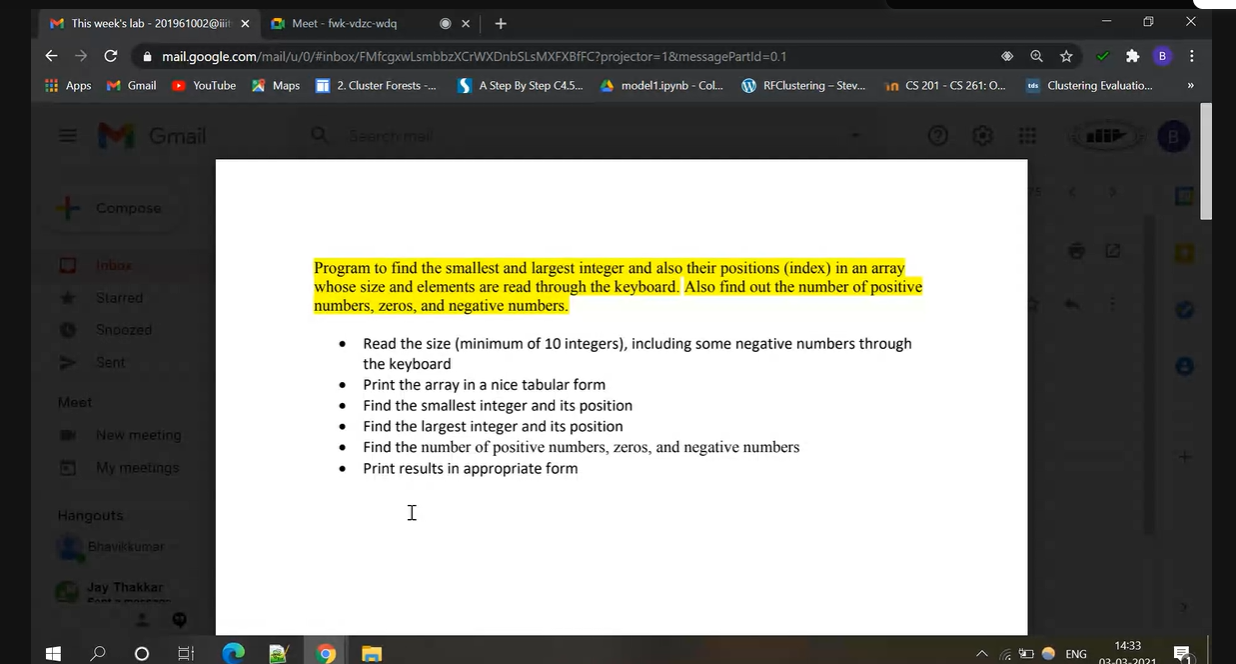 This week's lab - 201961002@iiit
Meet - fwk-vdzc-wdq
mail.google.com/mail/u/0/#inbox/FMfcgxwLsmbbzXCrWXDnbSLsMXFXBfFC?projector=1&messagePartId=0.1
B
Apps Gmail YouTube Maps 2. Cluster Forests -... A Step By Step C4.5... model1.ipynb - Col... RFClustering – Stev... CS 201 - CS 261: O... Clustering Evaluatio... »
Gmail
Search mail
B
Compose
Inbox
Starred
Snoozed
Sent
Meet
New meeting
My meetings
Hangouts
Bhavikkumar
Jay Thakkar
Sent a message
Program to find the smallest and largest integer and also their positions (index) in an array
whose size and elements are read through the keyboard. Also find out the number of positive
numbers, zeros, and negative numbers.
• Read the size (minimum of 10 integers), including some negative numbers through
the keyboard
• Print the array in a nice tabular form
• Find the smallest integer and its position
• Find the largest integer and its position
• Find the number of positive numbers, zeros, and negative numbers
• Print results in appropriate form
ENG
14:33
03-03-2021